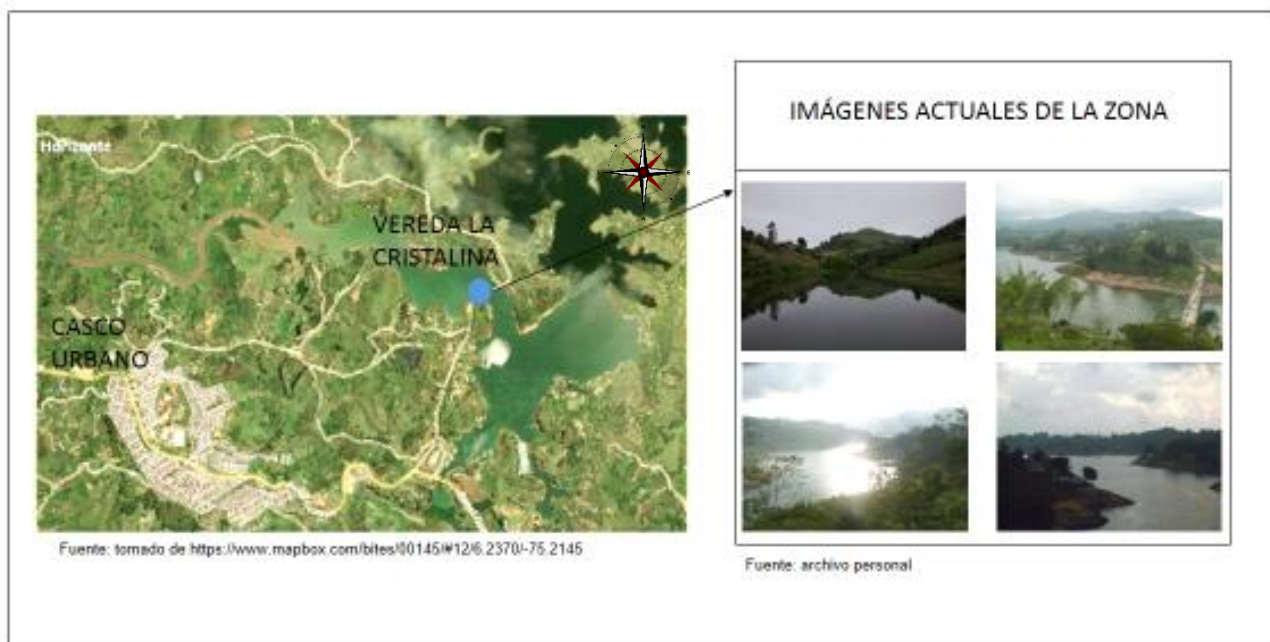 IMÁGENES ACTUALES DE LA ZONA
Horizonte
VEREDA LA
CRISTALINA
CASCO
URBANO
Fuente: tomado de https://www.mapbox.com/bites/00145/#12/6.2370/-75.2145
Fuente: archivo personal